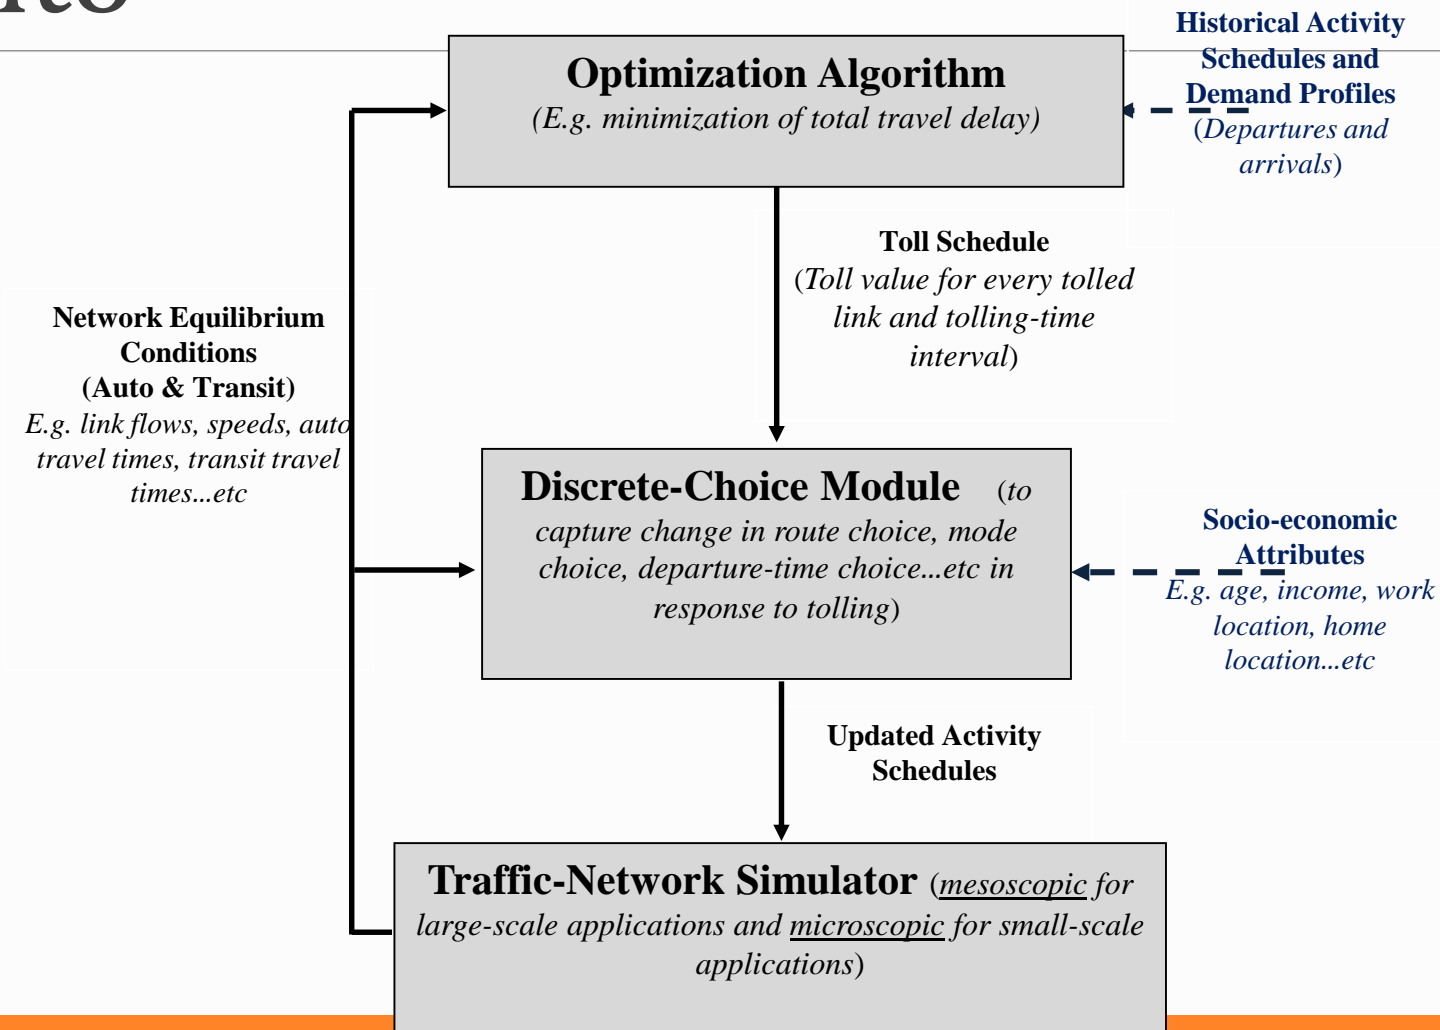 Historical Activity
Schedules and
Demand Profiles
(Departures and
arrivals)
Optimization Algorithm
(E.g. minimization of total travel delay)
Toll Schedule
(Toll value for every tolled
link and tolling-time
interval)
Network Equilibrium
Conditions
(Auto & Transit)
E.g. link flows, speeds, auto
travel times, transit travel
times...etc
Discrete-Choice Module (to
capture change in route choice, mode
choice, departure-time choice...etc in
response to tolling)
Socio-economic
Attributes
E.g. age, income, work
location, home
location...etc
Updated Activity
Schedules
Traffic-Network Simulator (mesoscopic for
large-scale applications and microscopic for small-scale
applications)